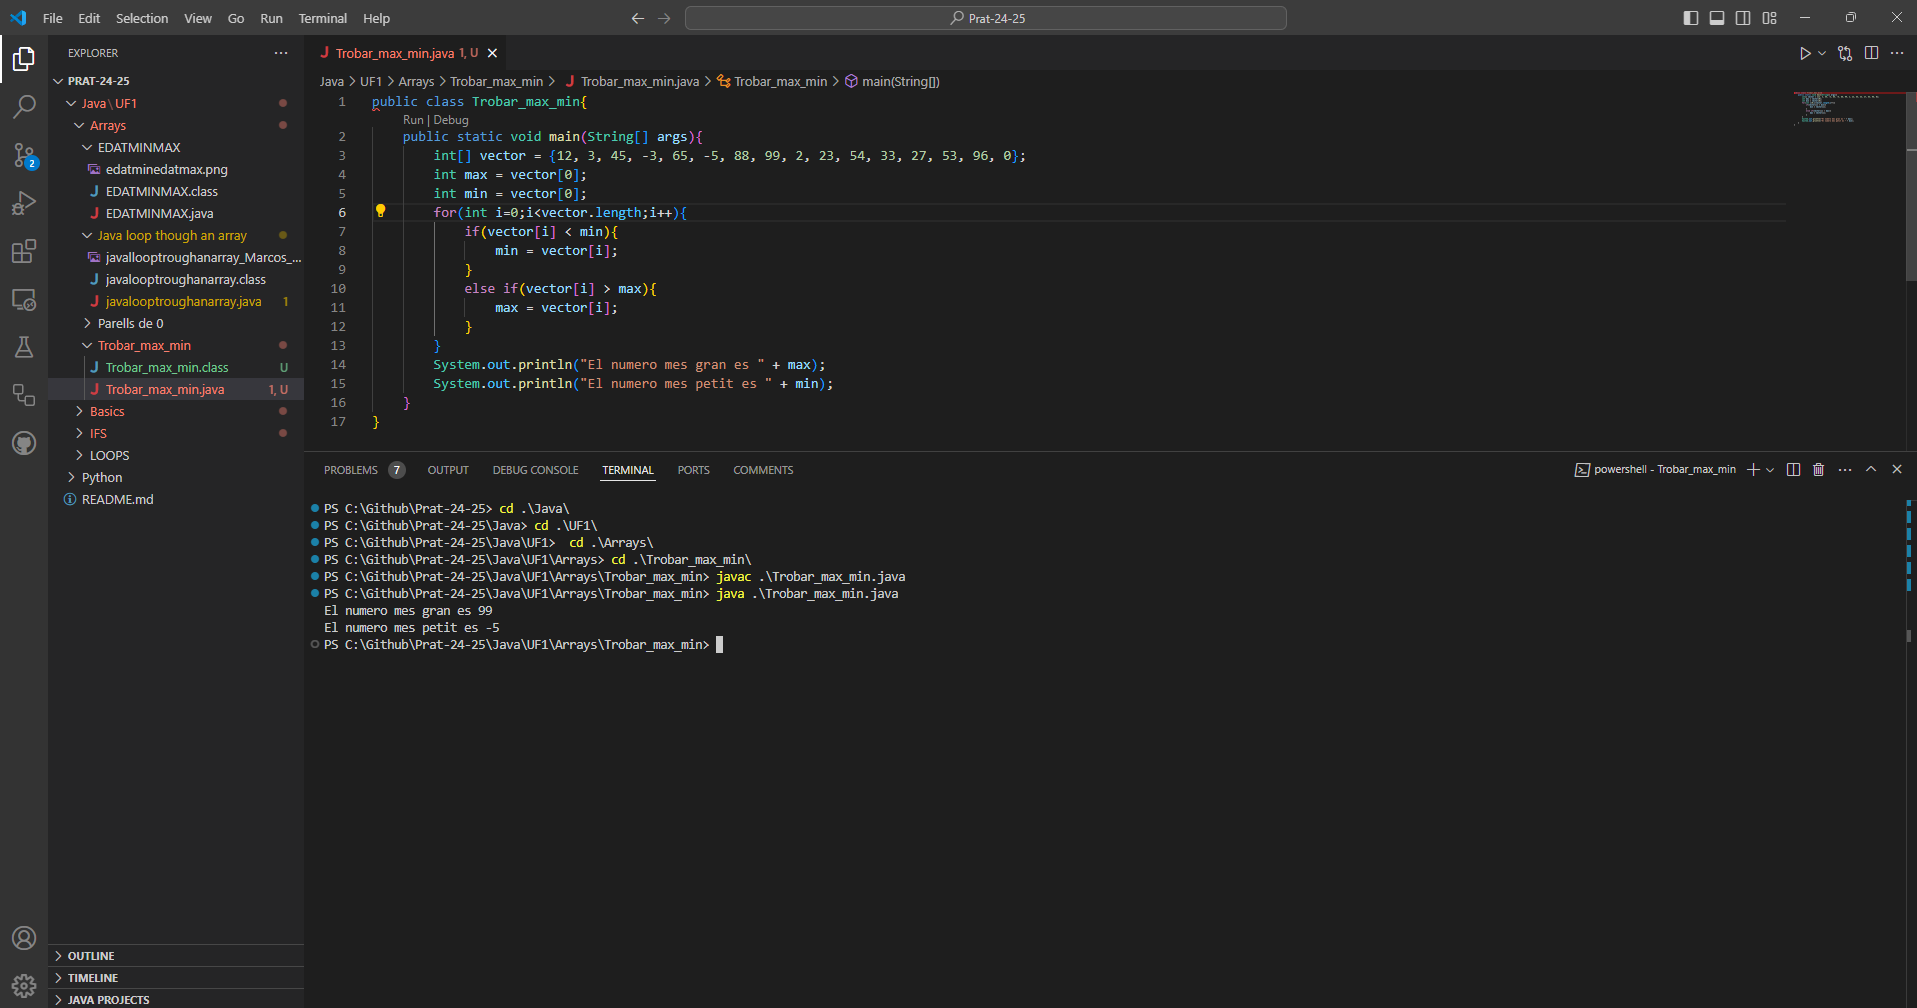 File Edit Selection View Go Run Terminal Help
Prat-24-25
EXPLORER
PRAT-24-25
Java\UF1
Arrays
EDATMINMAX
edatminedatmax.png
EDATMINMAX.class
EDATMINMAX.java
Java loop though an array
javallooptroughanarray_Marcos_...
javalooptroughanarray.class
javalooptroughanarray.java 1
Parells de 0
Trobar_max_min
Trobar_max_min.class U
Trobar_max_min.java 1, U
Basics
IFS
LOOPS
Python
README.md
2
OUTLINE
TIMELINE
JAVA PROJECTS
Trobar_max_min.java 1, U
Java > UF1 > Arrays > Trobar_max_min > Trobar_max_min.java > Trobar_max_min > main(String[])
1 public class Trobar_max_min{
Run | Debug
2 public static void main(String[] args){
3 int[] vector = {12, 3, 45, -3, 65, -5, 88, 99, 2, 23, 54, 33, 27, 53, 96, 0};
4 int max = vector[0];
5 int min = vector[0];
6 for(int i=0;i<vector.length;i++){
7 if(vector[i] < min){
8 min = vector[i];
9 }
10 else if(vector[i] > max){
11 max = vector[i];
12 }
13 }
14 System.out.println("El numero mes gran es " + max);
15 System.out.println("El numero mes petit es " + min);
16 }
17 }
PROBLEMS 7 OUTPUT DEBUG CONSOLE TERMINAL PORTS COMMENTS
powershell - Trobar_max_min
PS C:\Github\Prat-24-25> cd .\Java\
PS C:\Github\Prat-24-25\Java> cd .\UF1\
PS C:\Github\Prat-24-25\Java\UF1>  cd .\Arrays\
PS C:\Github\Prat-24-25\Java\UF1\Arrays> cd .\Trobar_max_min\
PS C:\Github\Prat-24-25\Java\UF1\Arrays\Trobar_max_min> javac .\Trobar_max_min.java
PS C:\Github\Prat-24-25\Java\UF1\Arrays\Trobar_max_min> java .\Trobar_max_min.java
El numero mes gran es 99
El numero mes petit es -5
PS C:\Github\Prat-24-25\Java\UF1\Arrays\Trobar_max_min>